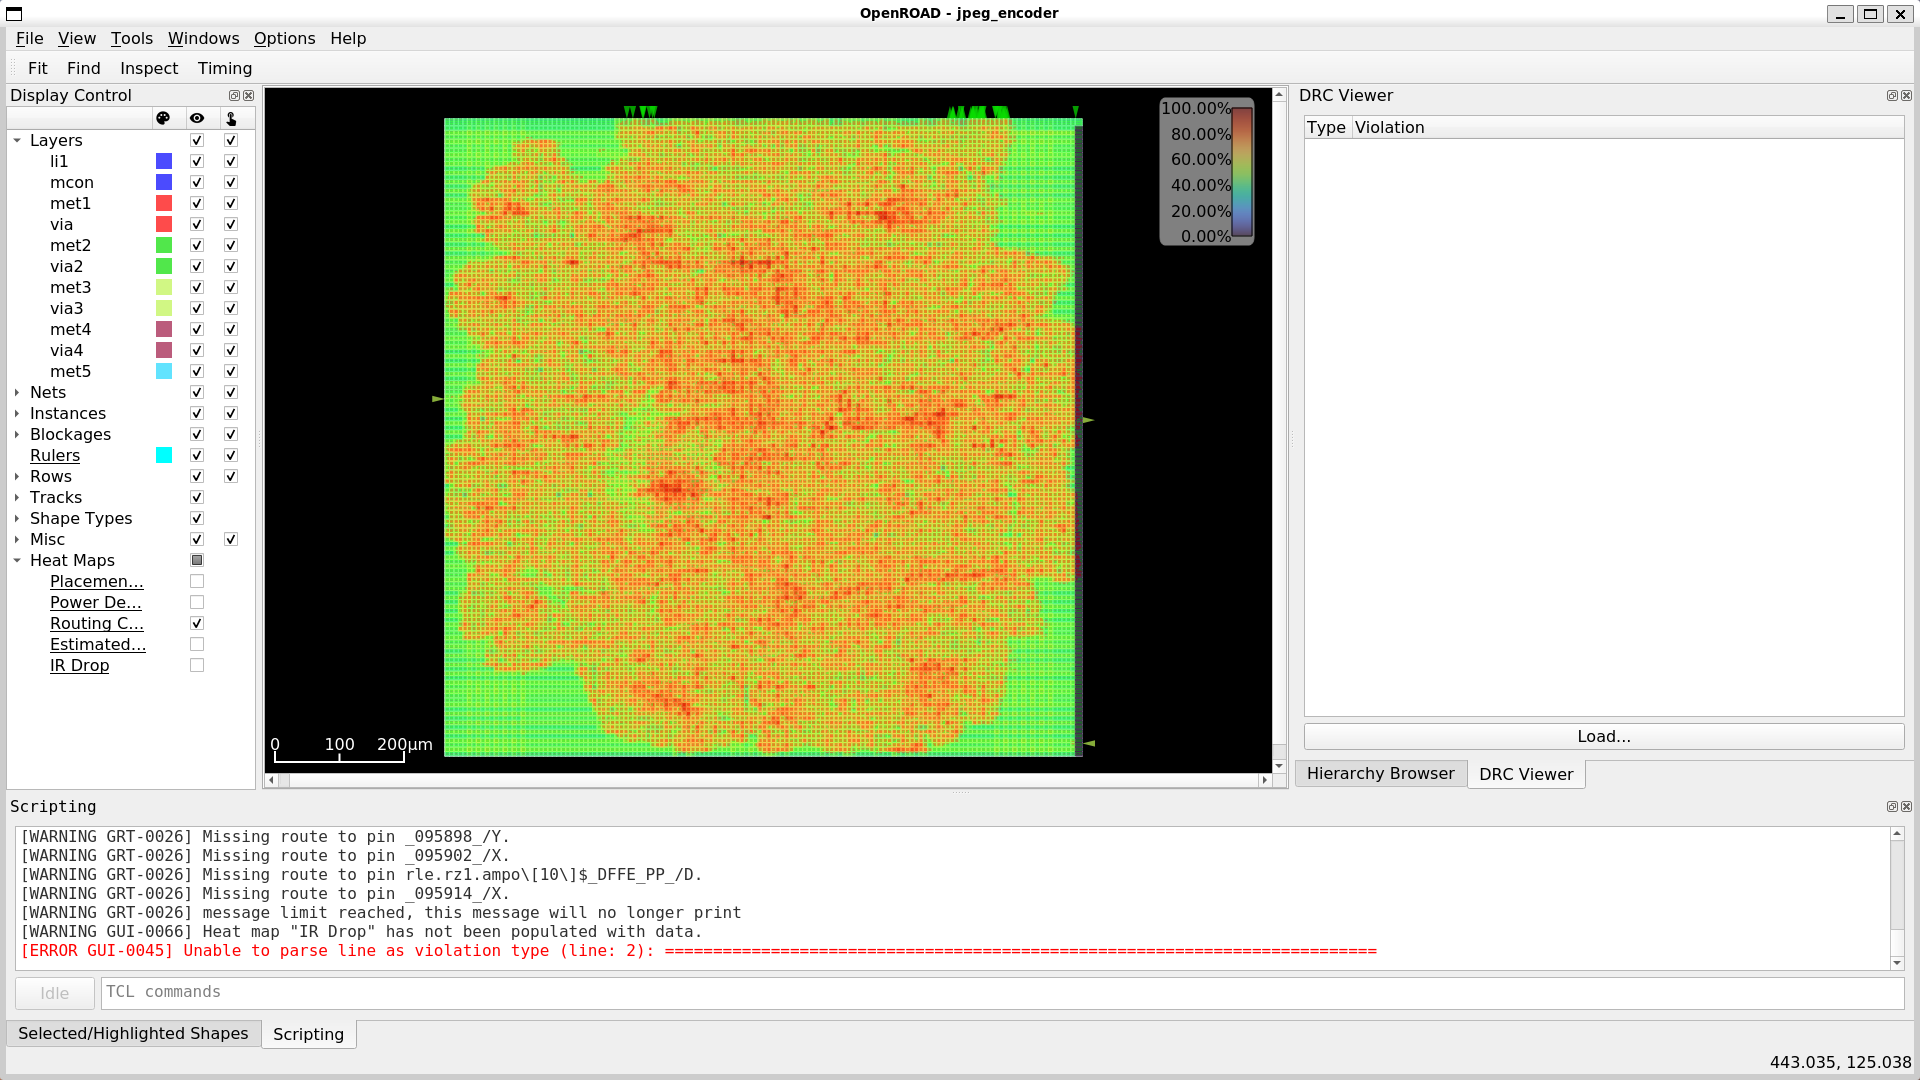 OpenROAD - jpeg_encoder
File View Tools Windows Options Help
Fit Find Inspect Timing
Display Control
Layers
li1
mcon
met1
via
met2
via2
met3
via3
met4
via4
met5
Nets
Instances
Blockages
Rulers
Rows
Tracks
Shape Types
Misc
Heat Maps
Placemen...
Power De...
Routing C...
Estimated...
IR Drop
100.00%
80.00%
60.00%
40.00%
20.00%
0.00%
0 100 200μm
DRC Viewer
Type Violation
Load...
Hierarchy Browser DRC Viewer
Scripting
[WARNING GRT-0026] Missing route to pin _095898_/Y.
[WARNING GRT-0026] Missing route to pin _095902_/X.
[WARNING GRT-0026] Missing route to pin rle.rz1.ampo\[10\]$_DFFE_PP_/D.
[WARNING GRT-0026] Missing route to pin _095914_/X.
[WARNING GRT-0026] message limit reached, this message will no longer print
[WARNING GUI-0066] Heat map "IR Drop" has not been populated with data.
[ERROR GUI-0045] Unable to parse line as violation type (line: 2): ==========================================================================
Idle TCL commands
Selected/Highlighted Shapes Scripting
443.035, 125.038